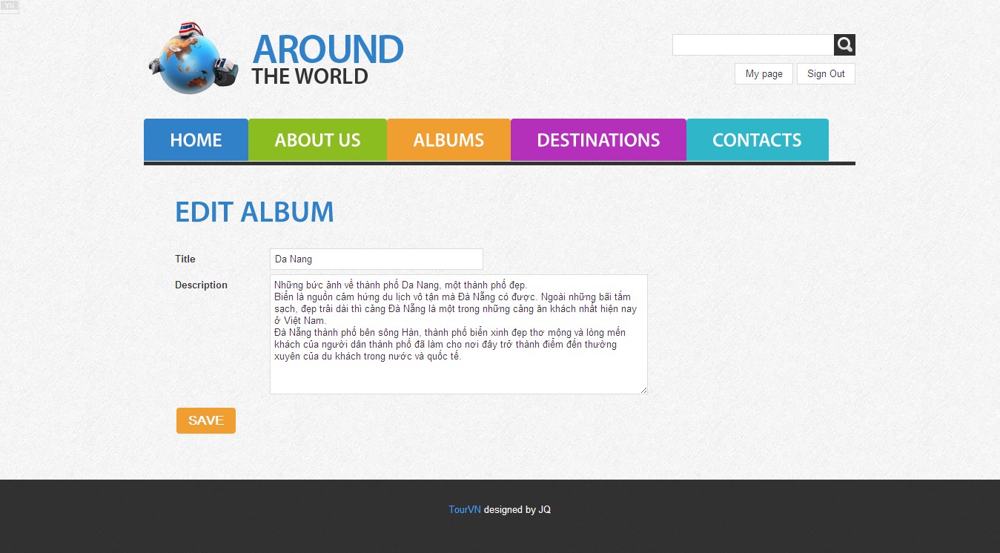 AROUND
THE WORLD
My page
Sign Out
HOME
ABOUT US
ALBUMS
DESTINATIONS
CONTACTS
EDIT ALBUM
Title
Da Nang
Description
Những bức ảnh về thành phố Da Nang, một thành phố đẹp.
Biển là nguồn cảm hứng du lịch vô tận mà Đà Nẵng có được. Ngoài những bãi tắm
sạch, đẹp trải dài thì cảng Đà Nẵng là một trong những cảng ăn khách nhất hiện nay
ở Việt Nam.
Đà Nẵng thành phố bên sông Hàn, thành phố biển xinh đẹp thơ mộng và lòng mến
khách của người dân thành phố đã làm cho nơi đây trở thành điểm đến thường
xuyên của du khách trong nước và quốc tế.
SAVE
TourVN designed by JQ